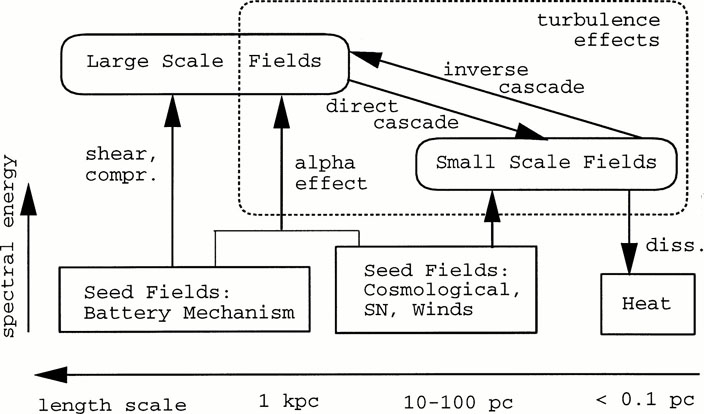 turbulence
effects
Large Scale Fields
inverse
cascade
direct
cascade
Small Scale Fields
shear,
compr.
alpha
effect
spectral energy
diss.
Seed Fields:
Battery Mechanism
Seed Fields:
Cosmological,
SN, Winds
Heat
length scale
1 kpc
10-100 pc
< 0.1 pc